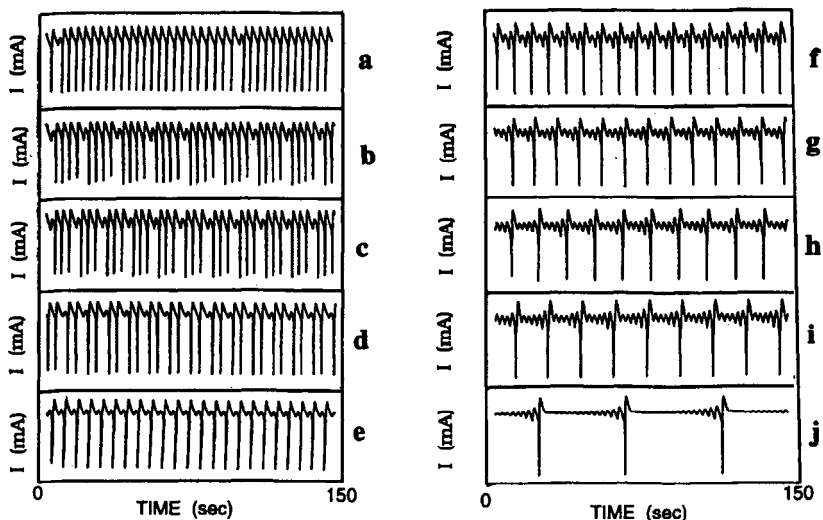 I (mA)
a
I (mA)
b
I (mA)
c
I (mA)
d
I (mA)
e
0
150
TIME (sec)
I (mA)
f
I (mA)
g
I (mA)
h
I (mA)
i
I (mA)
j
0
150
TIME (sec)